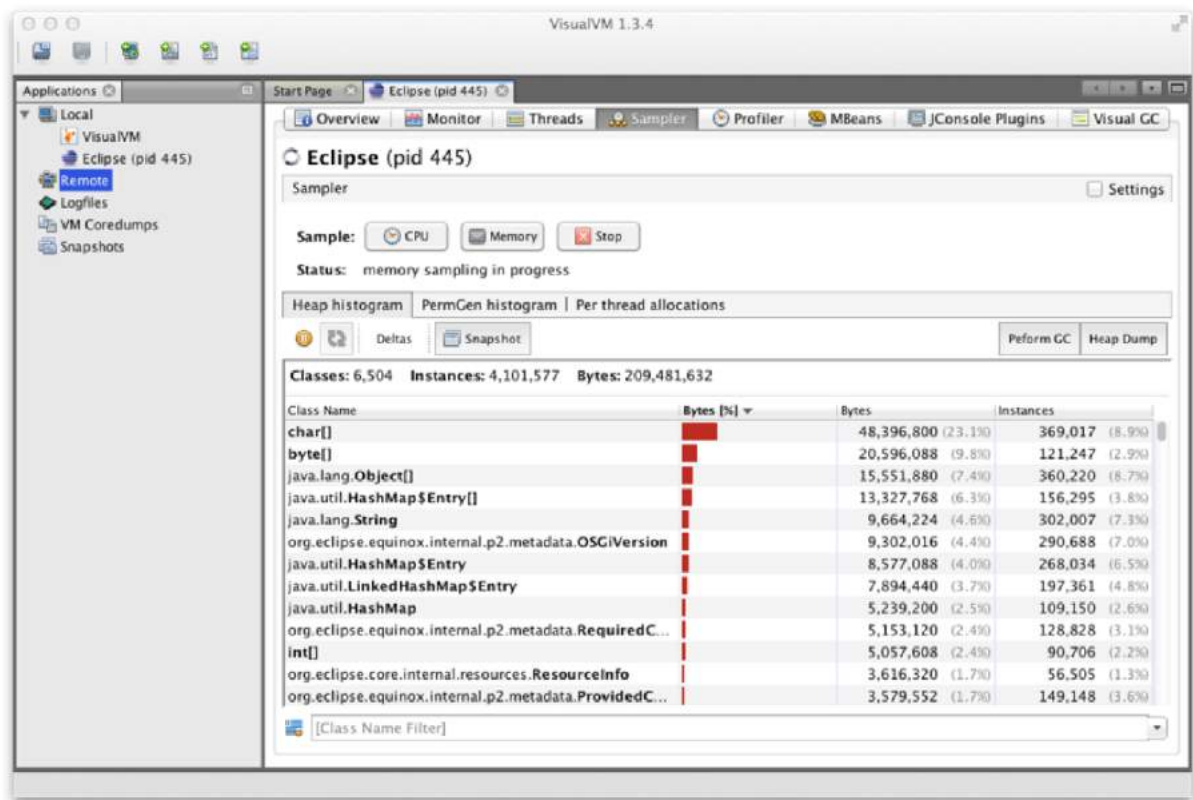 VisualVM 1.3.4
Applications
Start Page Eclipse (pid 445)
Local
VisualVM
Eclipse (pid 445)
Remote
Logfiles
VM Coredumps
Snapshots
Overview Monitor Threads Sampler Profiler MBeans JConsole Plugins Visual GC
Eclipse (pid 445)
Sampler Settings
Sample: CPU Memory Stop
Status: memory sampling in progress
Heap histogram PermGen histogram | Per thread allocations
Deltas Snapshot Peform GC Heap Dump
Classes: 6,504 Instances: 4,101,577 Bytes: 209,481,632
Class Name Bytes [%] Bytes Instances
char[] 48,396,800 (23.1%) 369,017 (8.9%)
byte[] 20,596,088 (9.8%) 121,247 (2.9%)
java.lang.Object[] 15,551,880 (7.4%) 360,220 (8.7%)
java.util.HashMap$Entry[] 13,327,768 (6.3%) 156,295 (3.8%)
java.lang.String 9,664,224 (4.6%) 302,007 (7.3%)
org.eclipse.equinox.internal.p2.metadata.OSGiVersion 9,302,016 (4.4%) 290,688 (7.0%)
java.util.HashMap$Entry 8,577,088 (4.0%) 268,034 (6.5%)
java.util.LinkedHashMap$Entry 7,894,440 (3.7%) 197,361 (4.8%)
java.util.HashMap 5,239,200 (2.5%) 109,150 (2.6%)
org.eclipse.equinox.internal.p2.metadata.RequiredC... 5,153,120 (2.4%) 128,828 (3.1%)
int[] 5,057,608 (2.4%) 90,706 (2.2%)
org.eclipse.core.internal.resources.ResourceInfo 3,616,320 (1.7%) 56,505 (1.3%)
org.eclipse.equinox.internal.p2.metadata.ProvidedC... 3,579,552 (1.7%) 149,148 (3.6%)
[Class Name Filter]